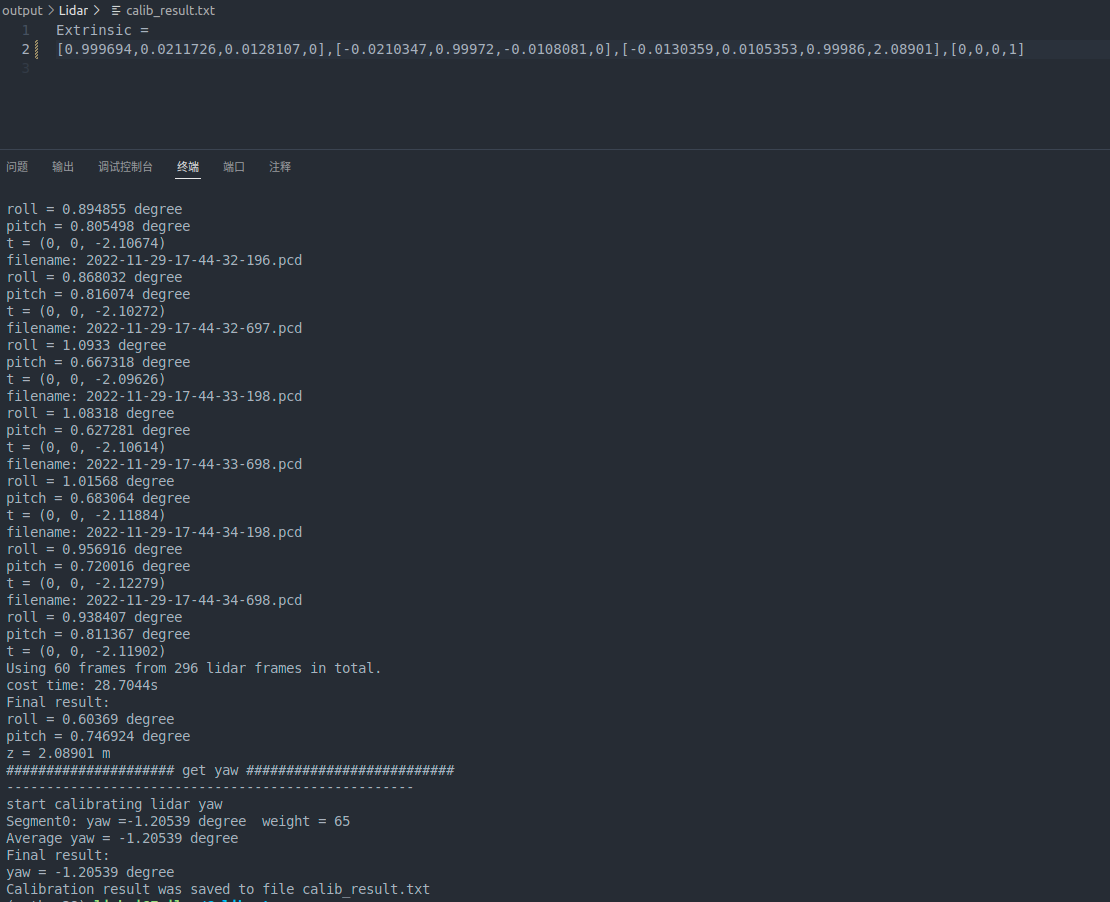 output > Lidar > calib_result.txt
1 Extrinsic =
2 [0.999694,0.0211726,0.0128107,0],[-0.0210347,0.99972,-0.0108081,0],[-0.0130359,0.0105353,0.99986,2.08901],[0,0,0,1]
3
问题 输出 调试控制台 终端 端口 注释
roll = 0.894855 degree
pitch = 0.805498 degree
t = (0, 0, -2.10674)
filename: 2022-11-29-17-44-32-196.pcd
roll = 0.868032 degree
pitch = 0.816074 degree
t = (0, 0, -2.10272)
filename: 2022-11-29-17-44-32-697.pcd
roll = 1.0933 degree
pitch = 0.667318 degree
t = (0, 0, -2.09626)
filename: 2022-11-29-17-44-33-198.pcd
roll = 1.08318 degree
pitch = 0.627281 degree
t = (0, 0, -2.10614)
filename: 2022-11-29-17-44-33-698.pcd
roll = 1.01568 degree
pitch = 0.683064 degree
t = (0, 0, -2.11884)
filename: 2022-11-29-17-44-34-198.pcd
roll = 0.956916 degree
pitch = 0.720016 degree
t = (0, 0, -2.12279)
filename: 2022-11-29-17-44-34-698.pcd
roll = 0.938407 degree
pitch = 0.811367 degree
t = (0, 0, -2.11902)
Using 60 frames from 296 lidar frames in total.
cost time: 28.7044s
Final result:
roll = 0.60369 degree
pitch = 0.746924 degree
z = 2.08901 m
##################### get yaw ##########################
---------------------------------------------------
start calibrating lidar yaw
Segment0: yaw =-1.20539 degree  weight = 65
Average yaw = -1.20539 degree
Final result:
yaw = -1.20539 degree
Calibration result was saved to file calib_result.txt